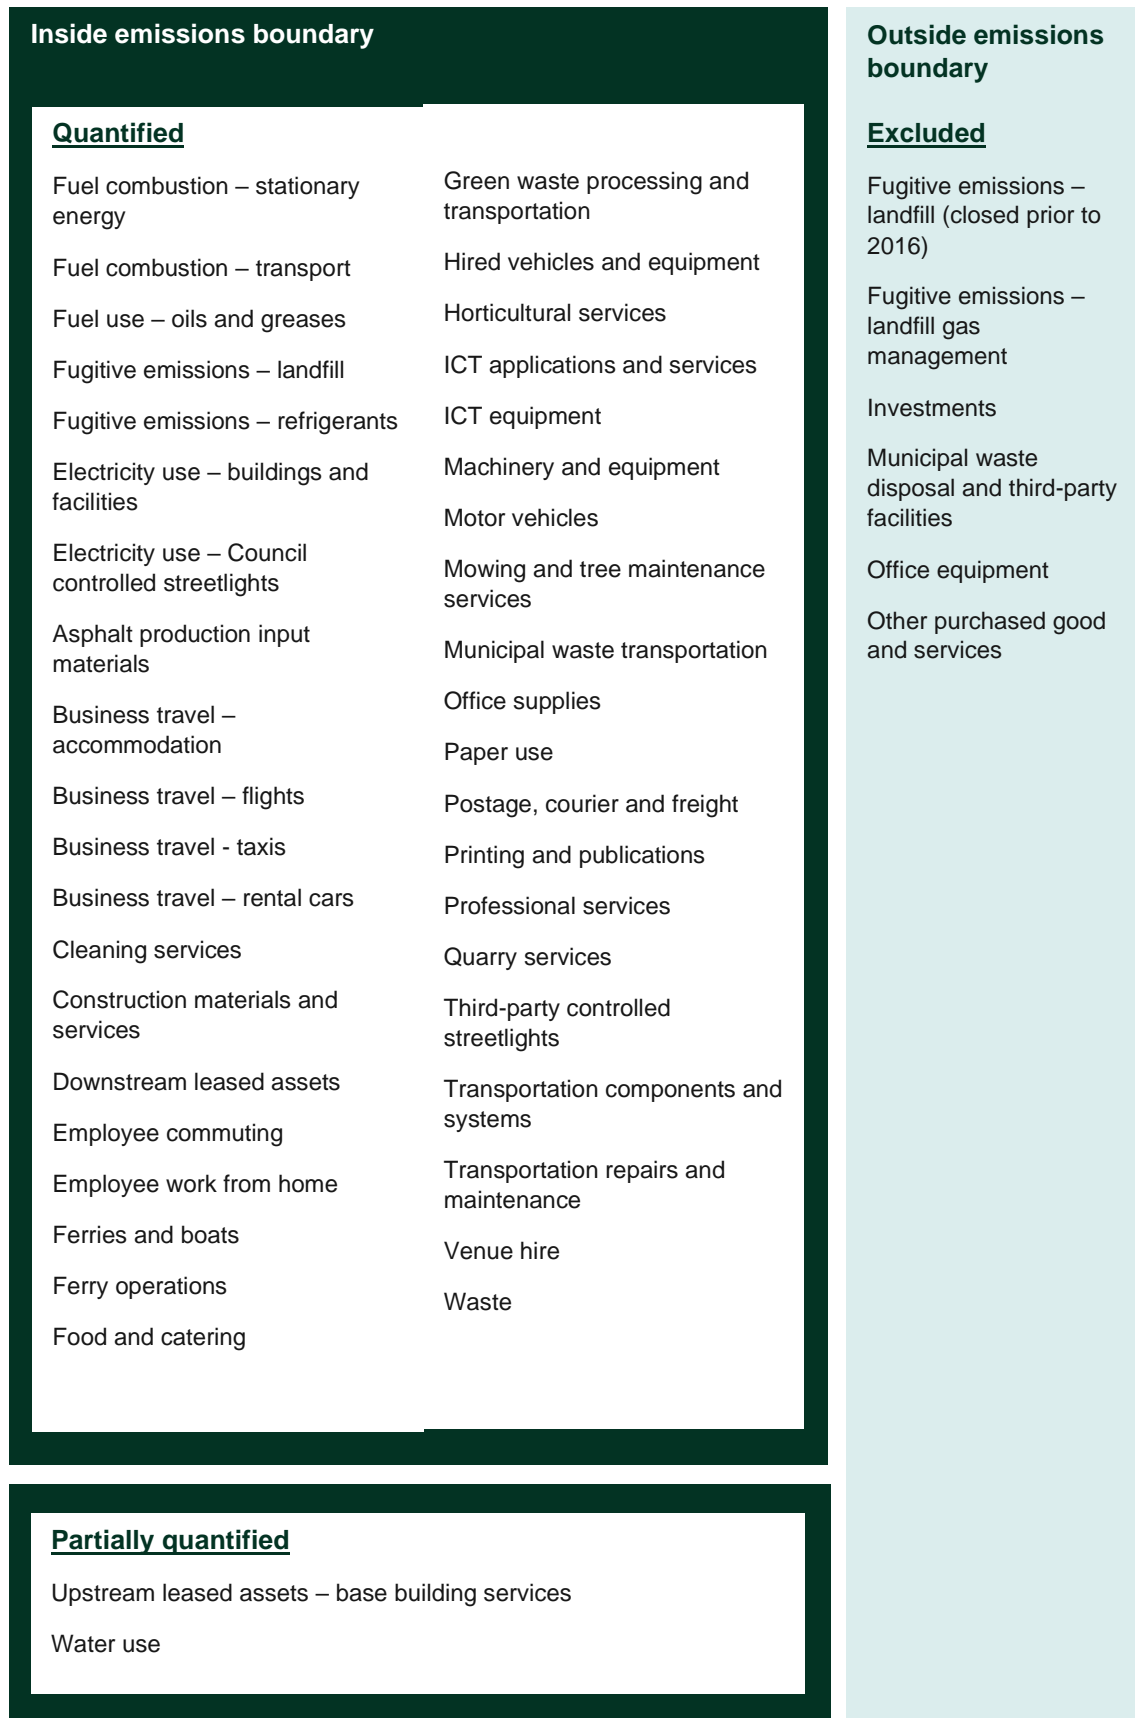 Inside emissions boundary
Quantified
Fuel combustion – stationary
energy
Fuel combustion – transport
Fuel use – oils and greases
Fugitive emissions – landfill
Fugitive emissions – refrigerants
Electricity use – buildings and
facilities
Electricity use – Council
controlled streetlights
Asphalt production input
materials
Business travel –
accommodation
Business travel – flights
Business travel - taxis
Business travel – rental cars
Cleaning services
Construction materials and
services
Downstream leased assets
Employee commuting
Employee work from home
Ferries and boats
Ferry operations
Food and catering
Green waste processing and
transportation
Hired vehicles and equipment
Horticultural services
ICT applications and services
ICT equipment
Machinery and equipment
Motor vehicles
Mowing and tree maintenance
services
Municipal waste transportation
Office supplies
Paper use
Postage, courier and freight
Printing and publications
Professional services
Quarry services
Third-party controlled
streetlights
Transportation components and
systems
Transportation repairs and
maintenance
Venue hire
Waste
Partially quantified
Upstream leased assets – base building services
Water use
Outside emissions
boundary
Excluded
Fugitive emissions –
landfill (closed prior to
2016)
Fugitive emissions –
landfill gas
management
Investments
Municipal waste
disposal and third-party
facilities
Office equipment
Other purchased good
and services